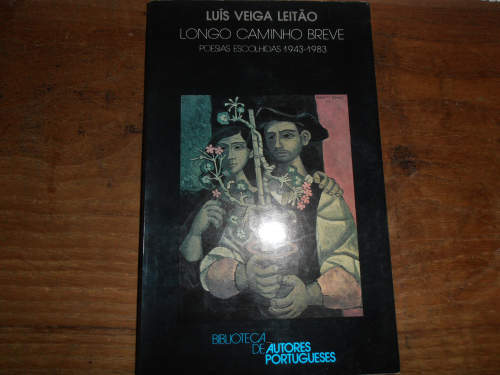 LUÍS VEIGA LEITÃO
LONGO CAMINHO BREVE
POESIAS ESCOLHIDAS 1943-1983
BIBLIOTECA
DE AUTORES
PORTUGUESES